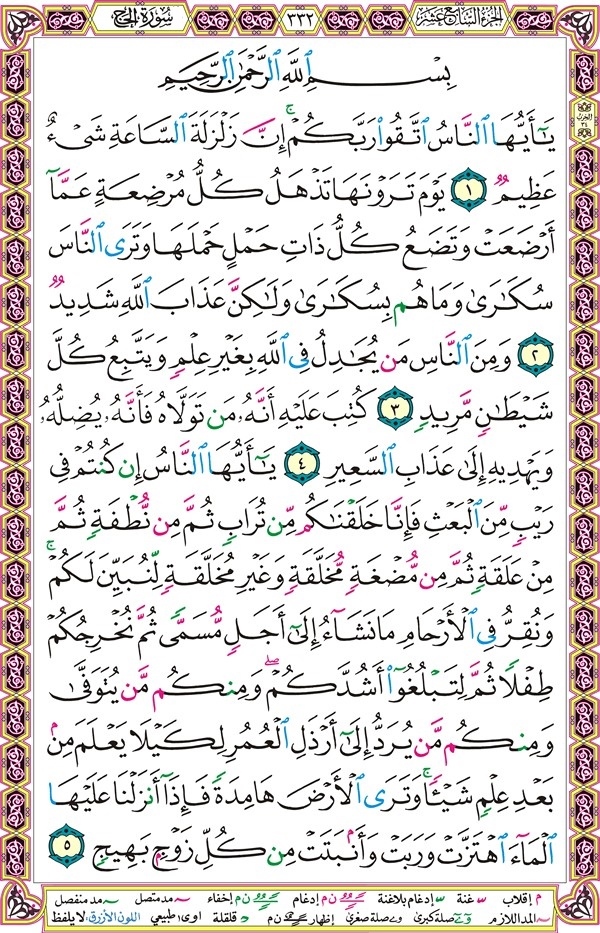 الجزء السابع عشر
٣٣٢
سورة الحج
الحزب
٣٤
بِسْمِ ٱللَّهِ ٱلرَّحْمَٰنِ ٱلرَّحِيمِ
يَٰٓأَيُّهَا ٱلنَّاسُ ٱتَّقُوا۟ رَبَّكُمْ ۚ إِنَّ زَلْزَلَةَ ٱلسَّاعَةِ شَىْءٌ
عَظِيمٌ ١ يَوْمَ تَرَوْنَهَا تَذْهَلُ كُلُّ مُرْضِعَةٍ عَمَّآ
أَرْضَعَتْ وَتَضَعُ كُلُّ ذَاتِ حَمْلٍ حَمْلَهَا وَتَرَى ٱلنَّاسَ
سُكَٰرَىٰ وَمَا هُم بِسُكَٰرَىٰ وَلَٰكِنَّ عَذَابَ ٱللَّهِ شَدِيدٌ
٢ وَمِنَ ٱلنَّاسِ مَن يُجَٰدِلُ فِى ٱللَّهِ بِغَيْرِ عِلْمٍ وَيَتَّبِعُ كُلَّ
شَيْطَٰنٍ مَّرِيدٍ ٣ كُتِبَ عَلَيْهِ أَنَّهُۥ مَن تَوَلَّاهُ فَأَنَّهُۥ يُضِلُّهُۥ
وَيَهْدِيهِ إِلَىٰ عَذَابِ ٱلسَّعِيرِ ٤ يَٰٓأَيُّهَا ٱلنَّاسُ إِن كُنتُمْ فِى
رَيْبٍ مِّنَ ٱلْبَعْثِ فَإِنَّا خَلَقْنَٰكُم مِّن تُرَابٍ ثُمَّ مِن نُّطْفَةٍ ثُمَّ
مِنْ عَلَقَةٍ ثُمَّ مِن مُّضْغَةٍ مُّخَلَّقَةٍ وَغَيْرِ مُخَلَّقَةٍ لِّنُبَيِّنَ لَكُمْ ۚ
وَنُقِرُّ فِى ٱلْأَرْحَامِ مَا نَشَآءُ إِلَىٰٓ أَجَلٍ مُّسَمًّى ثُمَّ نُخْرِجُكُمْ
طِفْلًا ثُمَّ لِتَبْلُغُوٓا۟ أَشُدَّكُمْ ۖ وَمِنكُم مَّن يُتَوَفَّىٰ
وَمِنكُم مَّن يُرَدُّ إِلَىٰٓ أَرْذَلِ ٱلْعُمُرِ لِكَيْلَا يَعْلَمَ مِنۢ
بَعْدِ عِلْمٍ شَيْـًٔا ۚ وَتَرَى ٱلْأَرْضَ هَامِدَةً فَإِذَآ أَنزَلْنَا عَلَيْهَا
ٱلْمَآءَ ٱهْتَزَّتْ وَرَبَتْ وَأَنۢبَتَتْ مِن كُلِّ زَوْجٍۭ بَهِيجٍ ٥
م إقلاب غنة إدغام بلاغنة ن م إدغام ن م إخفاء مد متصل مد منفصل
المد اللازم صلة كبرى صلة صغرى إظهار ن م قلقلة اوى: طبيعي اللون الأزرق: لا يلفظ